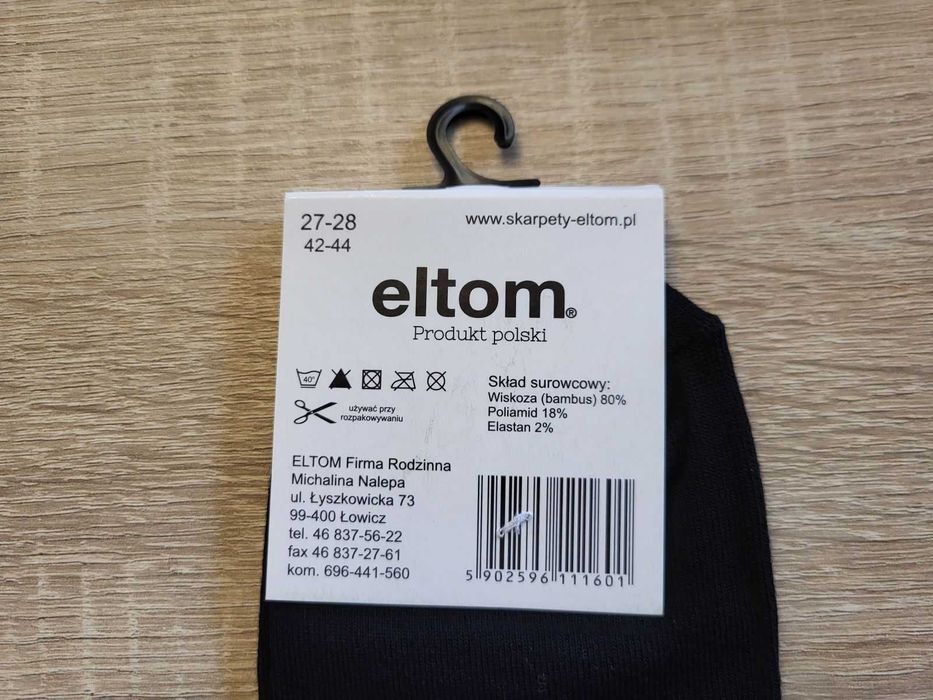 27-28
42-44
www.skarpety-eltom.pl
eltom®
Produkt polski
40°
używać przy
rozpakowywaniu
Skład surowcowy:
Wiskoza (bambus) 80%
Poliamid 18%
Elastan 2%
ELTOM Firma Rodzinna
Michalina Nalepa
ul. Łyszkowicka 73
99-400 Łowicz
tel. 46 837-56-22
fax 46 837-27-61
kom. 696-441-560
5 902596 111601